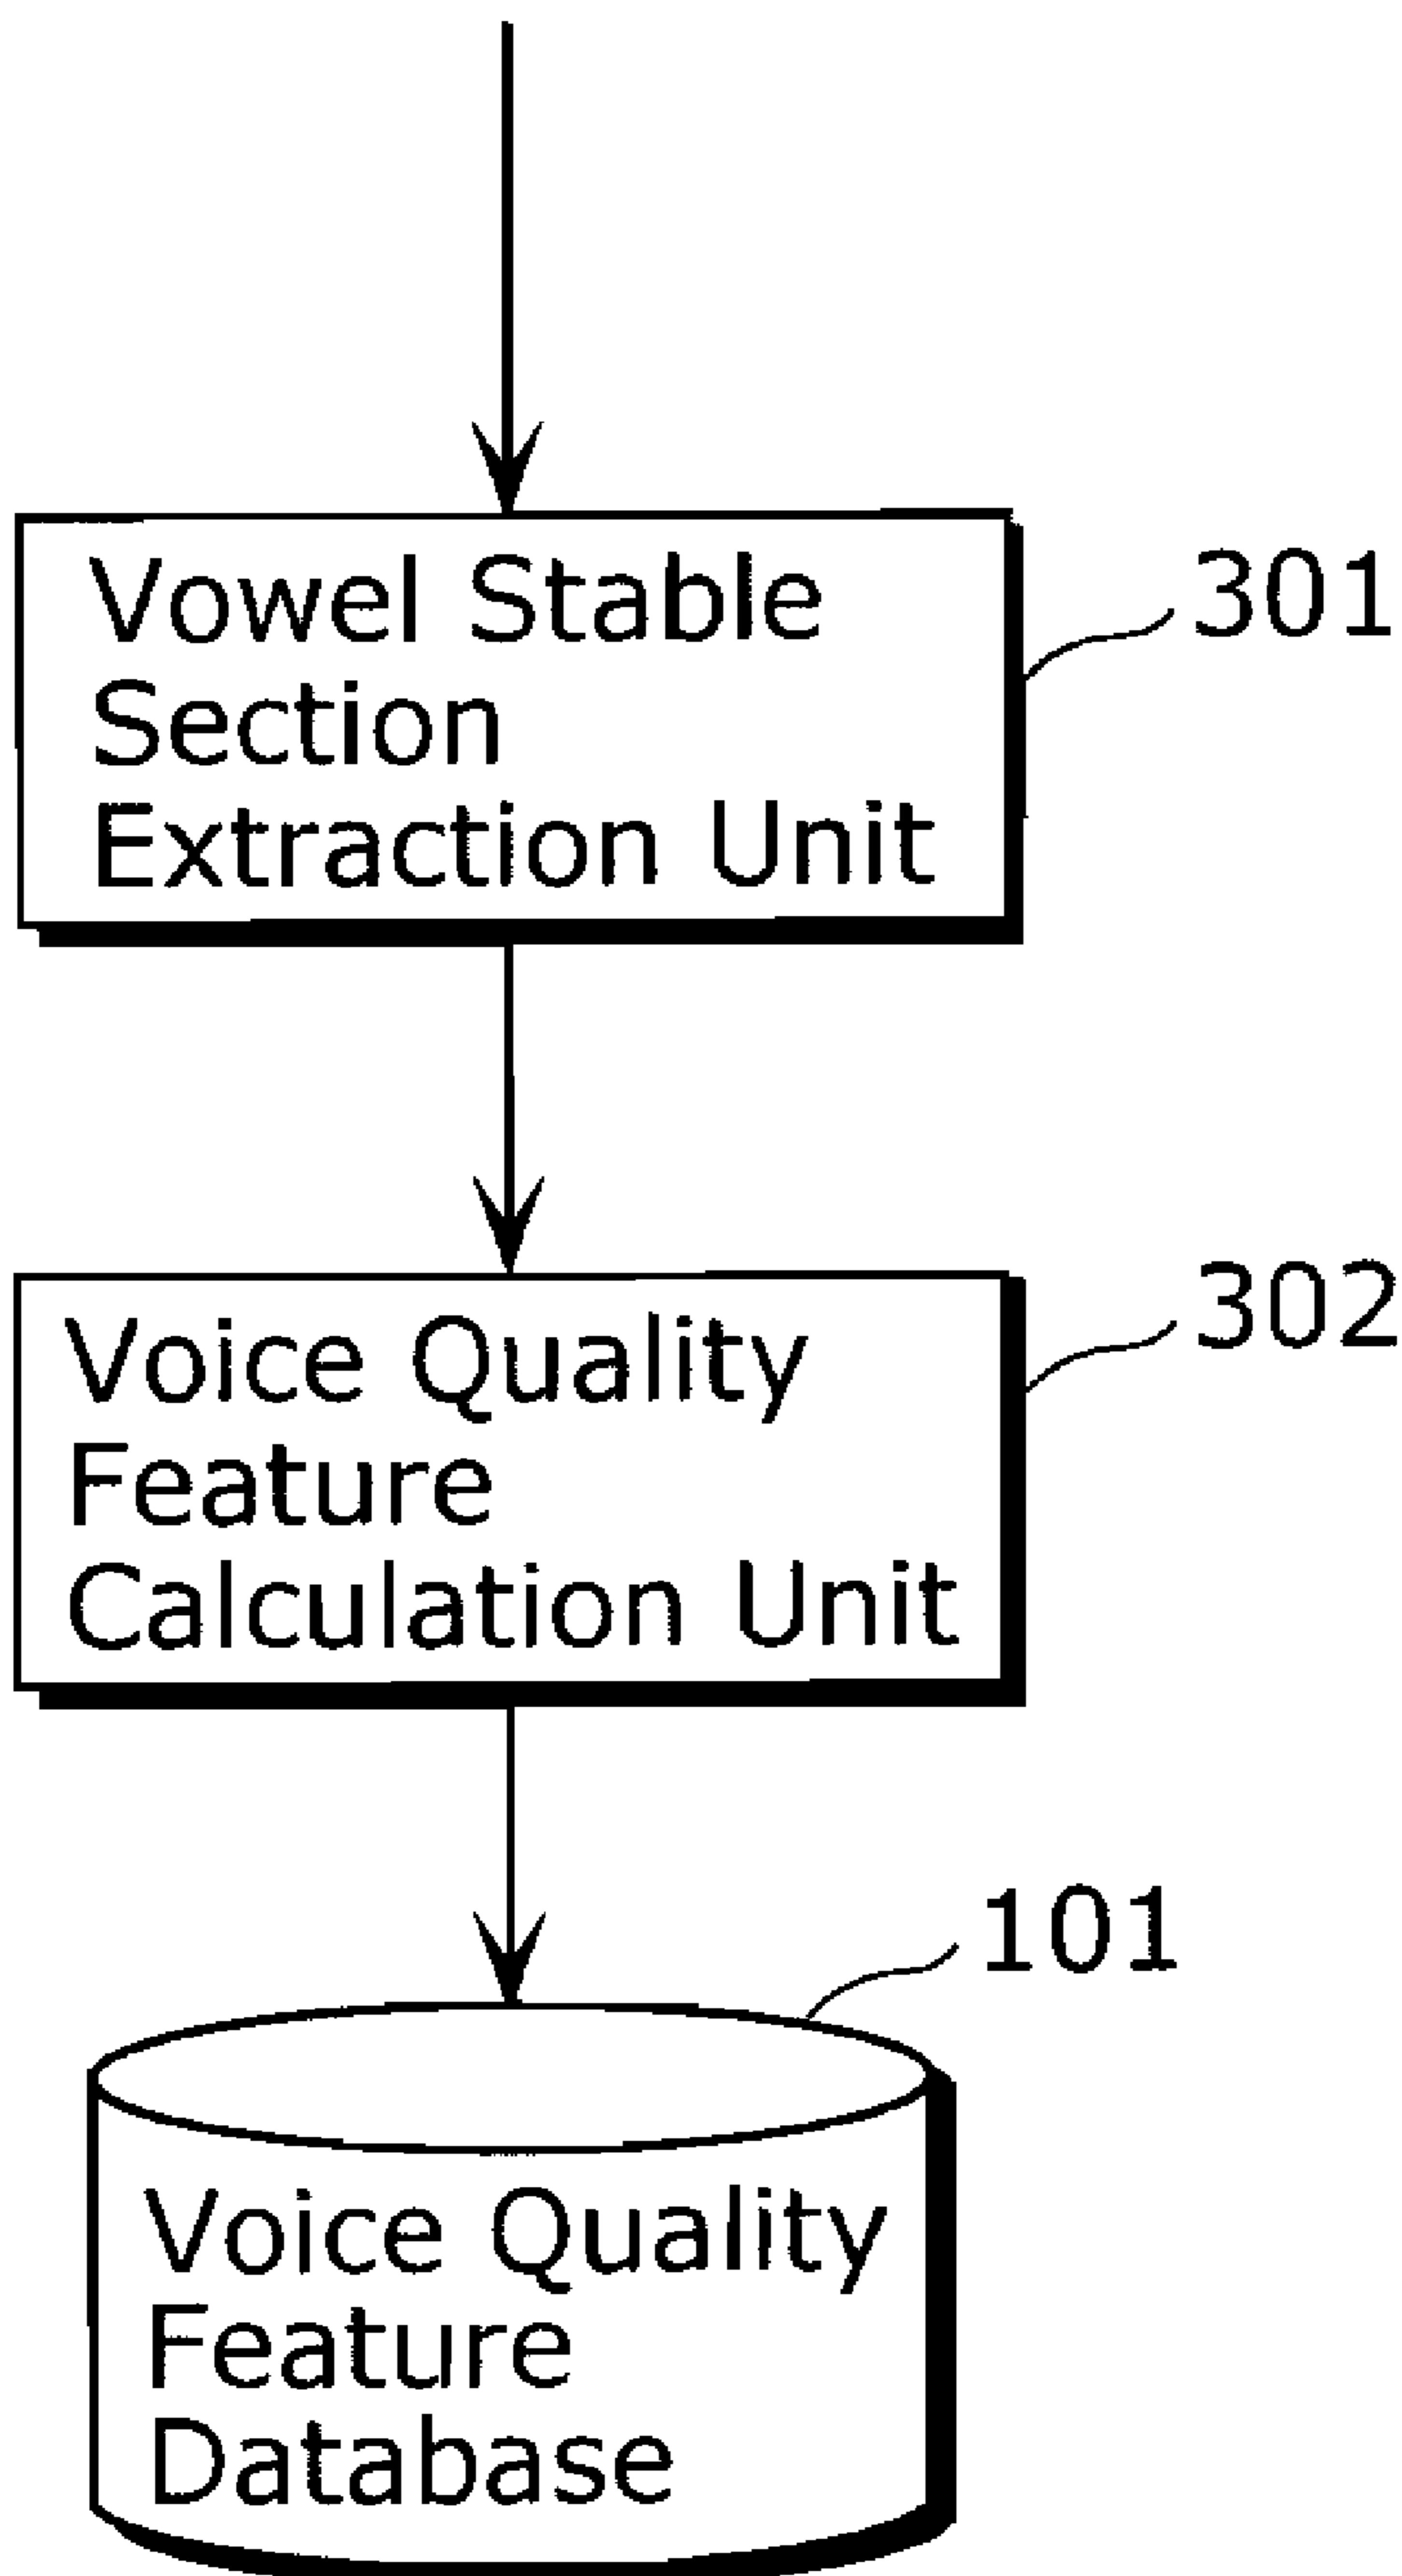 Vowel Stable
Section
Extraction Unit
301
Voice Quality
Feature
Calculation Unit
302
101
Voice Quality
Feature
Database